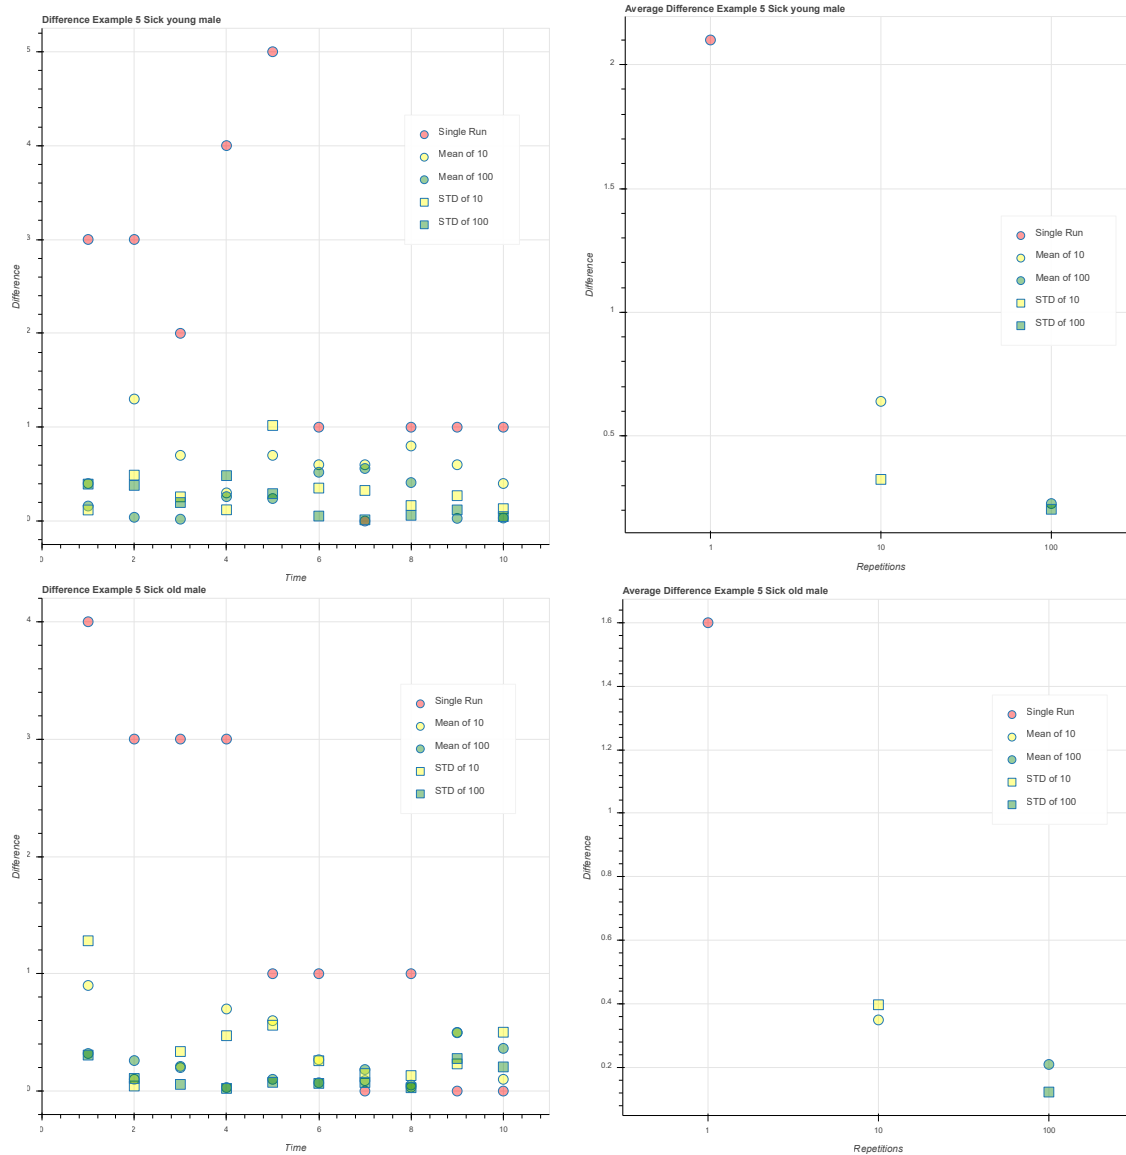 Difference Example 5 Sick young male
5
4
3
2
1
0
Difference
0
2
4
6
8
10
Time
Single Run
Mean of 10
Mean of 100
STD of 10
STD of 100
Average Difference Example 5 Sick young male
2
1.5
1
0.5
Difference
1
10
100
Repetitions
Single Run
Mean of 10
Mean of 100
STD of 10
STD of 100
Difference Example 5 Sick old male
4
3
2
1
0
Difference
0
2
4
6
8
10
Time
Single Run
Mean of 10
Mean of 100
STD of 10
STD of 100
Average Difference Example 5 Sick old male
1.6
1.4
1.2
1
0.8
0.6
0.4
0.2
Difference
1
10
100
Repetitions
Single Run
Mean of 10
Mean of 100
STD of 10
STD of 100